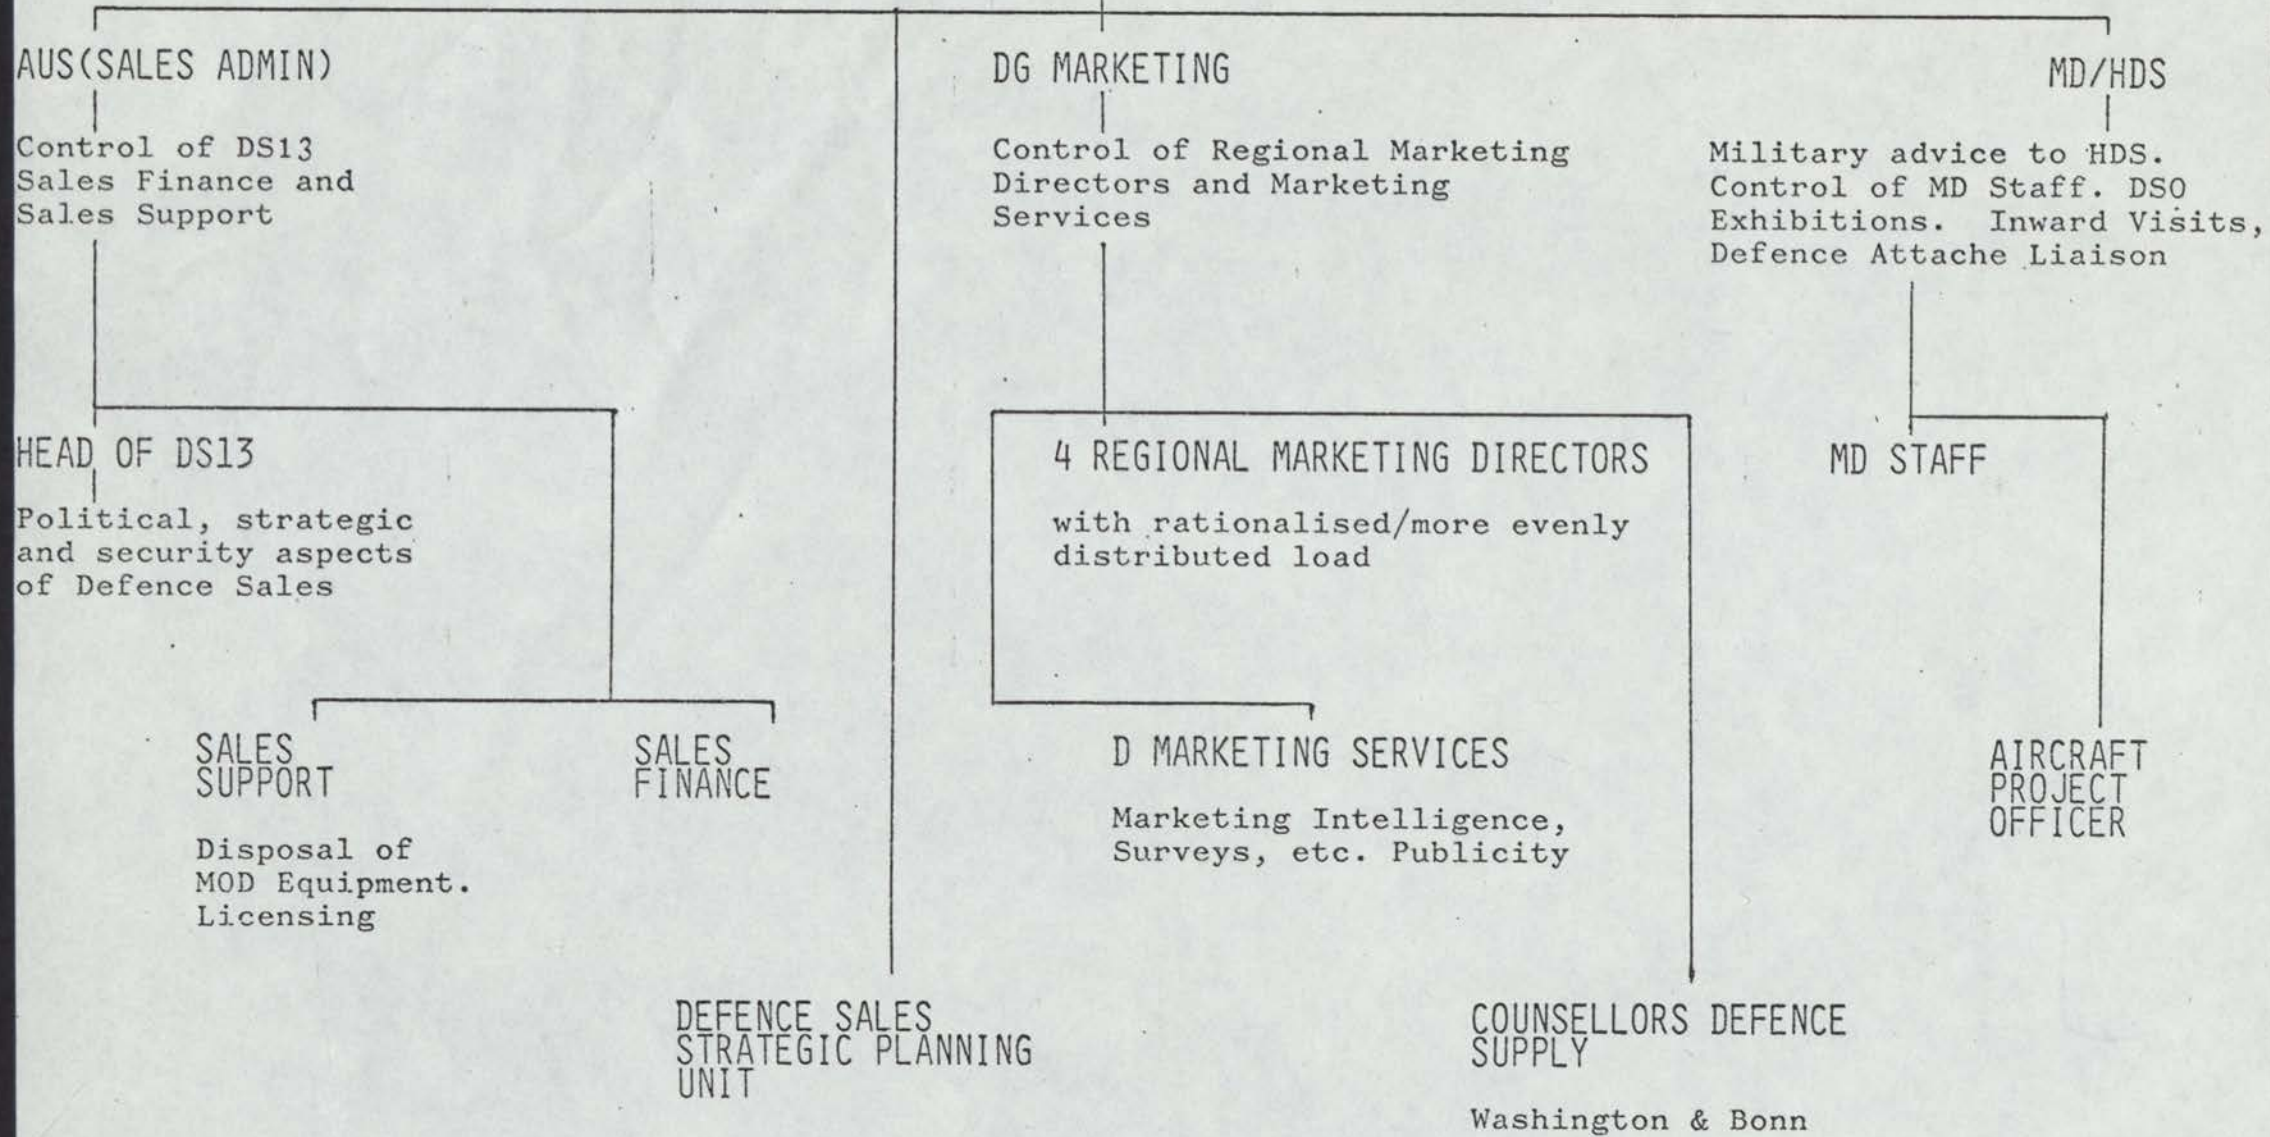 AUS(SALES ADMIN)
Control of DS13
Sales Finance and
Sales Support
DG MARKETING
Control of Regional Marketing
Directors and Marketing
Services
MD/HDS
Military advice to HDS.
Control of MD Staff. DSO
Exhibitions. Inward Visits,
Defence Attache Liaison
HEAD OF DS13
Political, strategic
and security aspects
of Defence Sales
4 REGIONAL MARKETING DIRECTORS
with rationalised/more evenly
distributed load
MD STAFF
SALES
SUPPORT
Disposal of
MOD Equipment.
Licensing
SALES
FINANCE
D MARKETING SERVICES
Marketing Intelligence,
Surveys, etc. Publicity
AIRCRAFT
PROJECT
OFFICER
DEFENCE SALES
STRATEGIC PLANNING
UNIT
COUNSELLORS DEFENCE
SUPPLY
Washington & Bonn